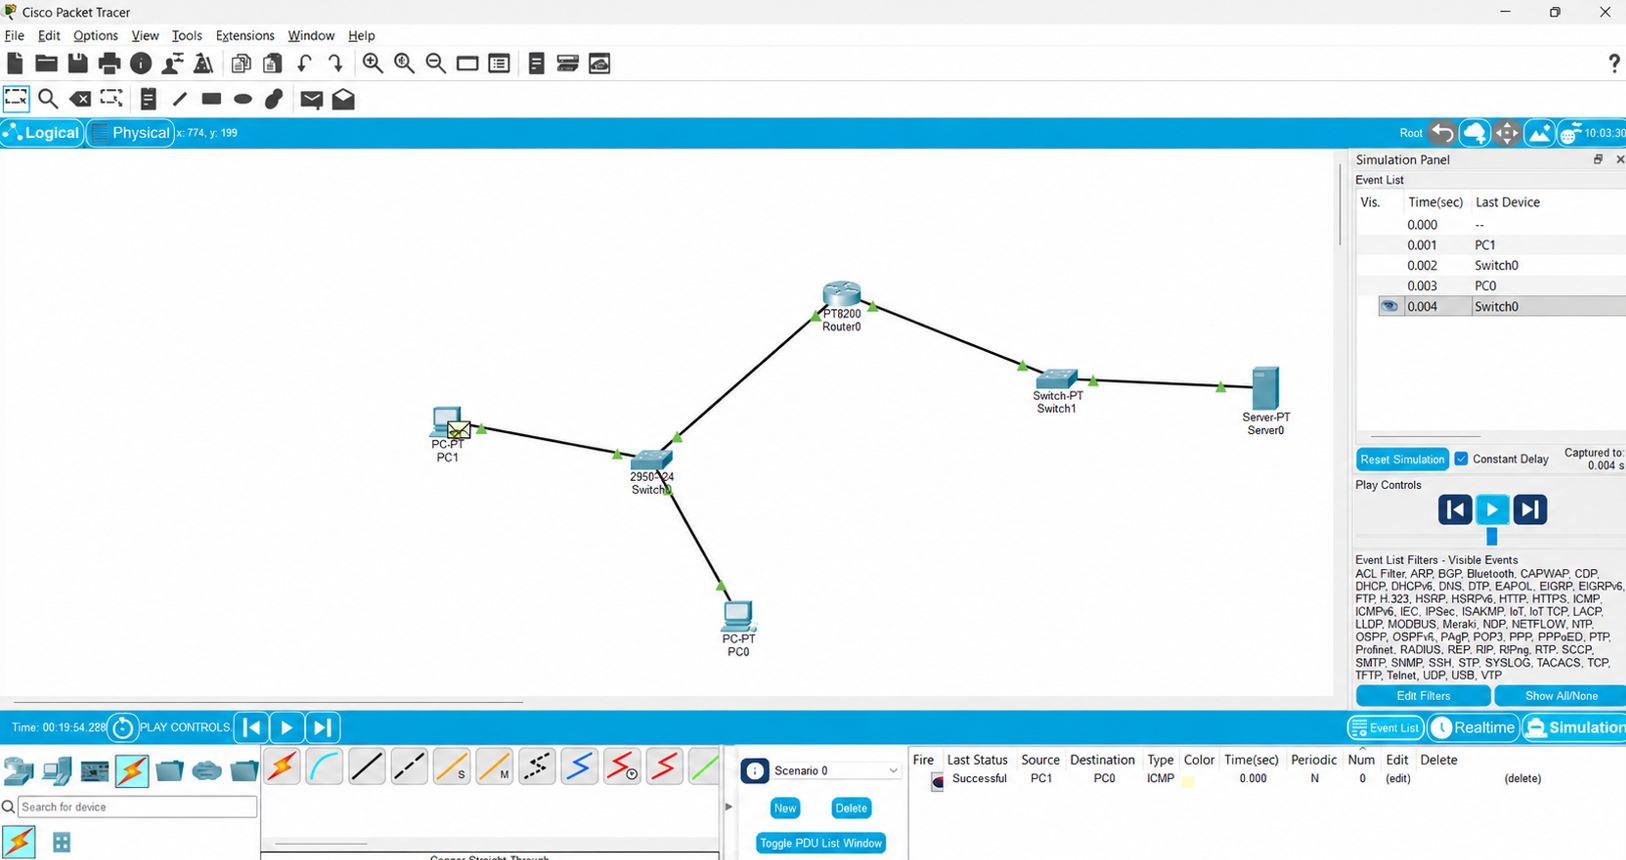 Cisco Packet Tracer
File Edit Options View Tools Extensions Window Help
?
Logical Physical x: 774, y: 199 Root 10:03:30
Simulation Panel
Event List
Vis. Time(sec) Last Device
0.000 --
0.001 PC1
0.002 Switch0
0.003 PC0
0.004 Switch0
PT8200
Router0
Switch-PT
Switch1
Server-PT
Server0
PC-PT
PC1
2950-24
Switch0
PC-PT
PC0
Reset Simulation Constant Delay Captured to:
0.004 s
Play Controls
Event List Filters - Visible Events
ACL Filter, ARP, BGP, Bluetooth, CAPWAP, CDP,
DHCP, DHCPv6, DNS, DTP, EAPOL, EIGRP, EIGRPv6,
FTP, H.323, HSRP, HSRPv6, HTTP, HTTPS, ICMP,
ICMPv6, IEC, IPSec, ISAKMP, IoT, IoT TCP, LACP,
LLDP, MODBUS, Meraki, NDP, NETFLOW, NTP,
OSPF, OSPFv6, PAgP, POP3, PPP, PPPoED, PTP,
Profinet, RADIUS, REP, RIP, RIPng, RTP, SCCP,
SMTP, SNMP, SSH, STP, SYSLOG, TACACS, TCP,
TFTP, Telnet, UDP, USB, VTP
Edit Filters Show All/None
Time: 00:19:54.288 PLAY CONTROLS Event List Realtime Simulation
S M
Search for device
Copper Straight-Through
Scenario 0
New Delete
Toggle PDU List Window
Fire Last Status Source Destination Type Color Time(sec) Periodic Num Edit Delete
Successful PC1 PC0 ICMP 0.000 N 0 (edit) (delete)